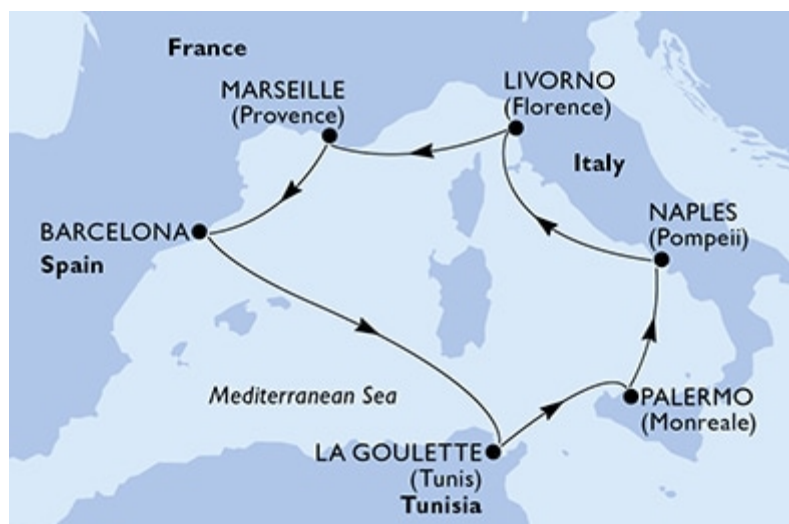 France
MARSEILLE
(Provence)
LIVORNO
(Florence)
Italy
BARCELONA
Spain
NAPLES
(Pompeii)
Mediterranean Sea
PALERMO
(Monreale)
LA GOULETTE
(Tunis)
Tunisia